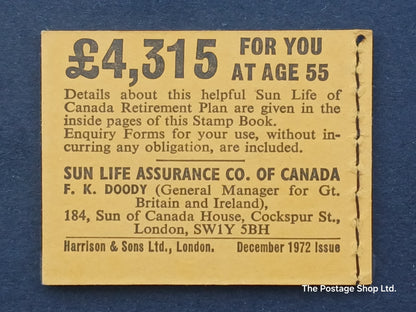 £4,315 FOR YOU
AT AGE 55
Details about this helpful Sun Life of
Canada Retirement Plan are given in the
inside pages of this Stamp Book.
Enquiry Forms for your use, without in-
curring any obligation, are included.
SUN LIFE ASSURANCE CO. OF CANADA
F. K. DOODY (General Manager for Gt.
Britain and Ireland),
184, Sun of Canada House, Cockspur St.,
London, SW1Y 5BH
Harrison & Sons Ltd., London. December 1972 Issue
The Postage Shop Ltd.